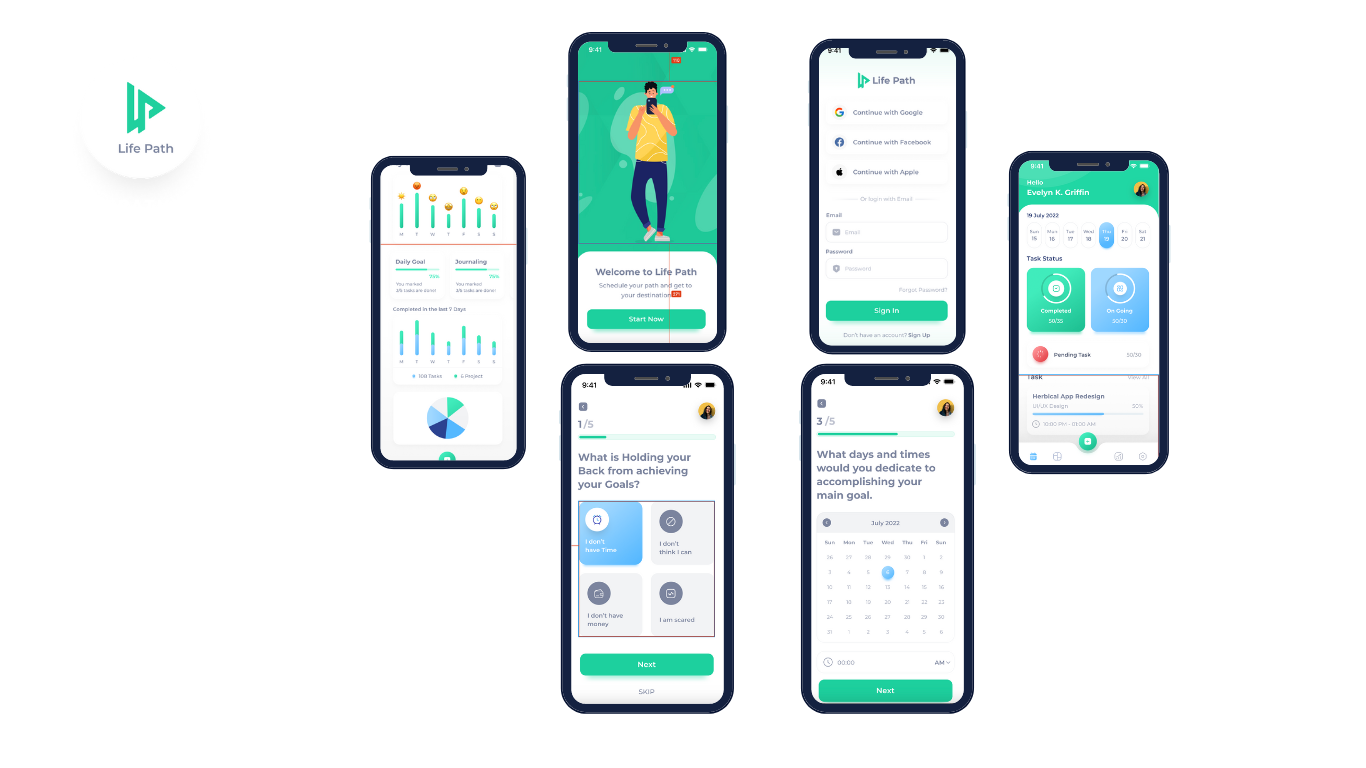 Life Path
M T W T F S S
Daily Goal
75%
You marked
3/5 tasks are done!
Journaling
75%
You marked
3/5 tasks are done!
Completed in the last 7 Days
M T W T F S S
108 Tasks
6 Project
9:41
Welcome to Life Path
Schedule your path and get to
your destination
Start Now
9:41
Life Path
Continue with Google
Continue with Facebook
Continue with Apple
Or login with Email
Email
Email
Password
Password
Forgot Password?
Sign In
Don't have an account? Sign Up
9:41
1 /5
What is Holding your
Back from achieving
your Goals?
I don't
have Time
I don't
think I can
I don't have
money
I am scared
Next
SKIP
9:41
3 /5
What days and times
would you dedicate to
accomplishing your
main goal.
July 2022
Sun Mon Tue Wed Thu Fri Sun
26 27 28 29 30 1 2
3 4 5 6 7 8 9
10 11 12 13 14 15 16
17 18 19 20 21 22 23
24 25 26 27 28 29 30
31 1 2 3 4 5 6
00:00
AM
Next
9:41
Hello
Evelyn K. Griffin
19 July 2022
Sun Mon Tue Wed Thu Fri Sat
15 16 17 18 19 20 21
Task Status
Completed
On Going
Pending Task
Task
View All
Herbical App Redesign
UI/UX Design
50%
10:00 PM - 01:00 AM